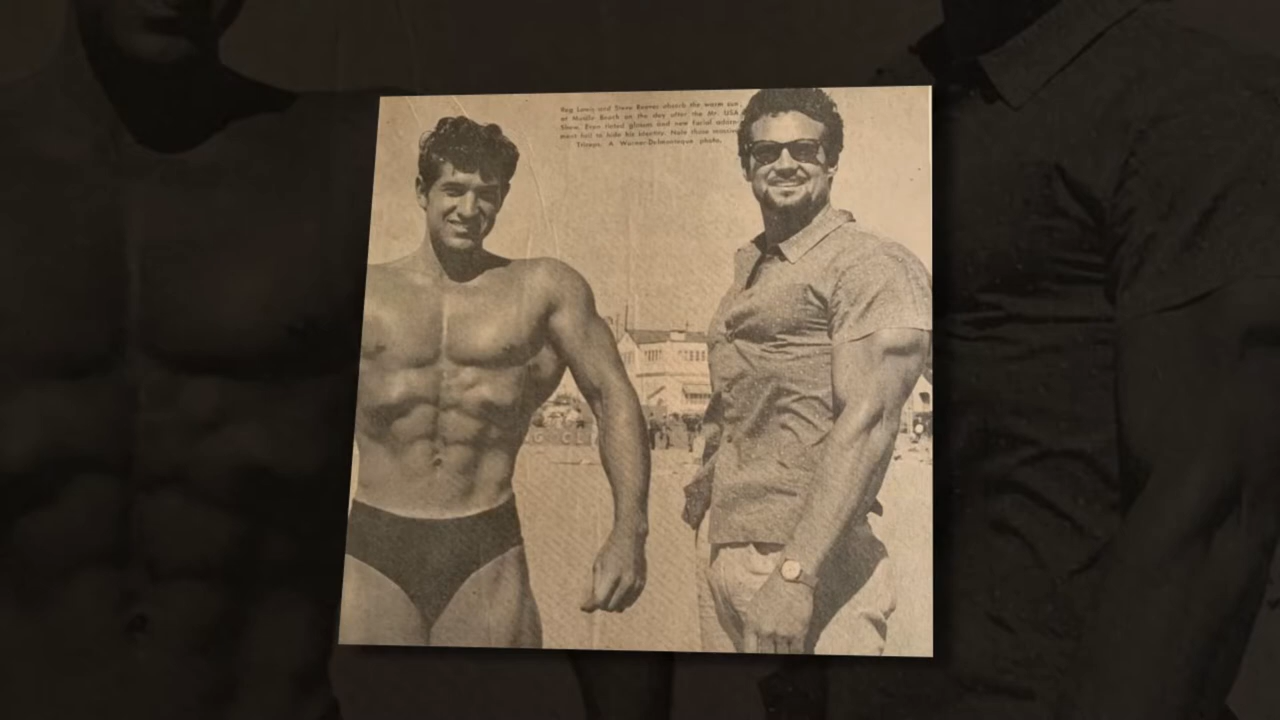 Reg Lewis and Steve Reeves absorb the warm sun
at Muscle Beach on the day after the Mr. USA
Show. Even tinted glasses and new facial adorn-
ment fail to hide his identity. Note those massive
Triceps. A Warner-Delmonteque photo.